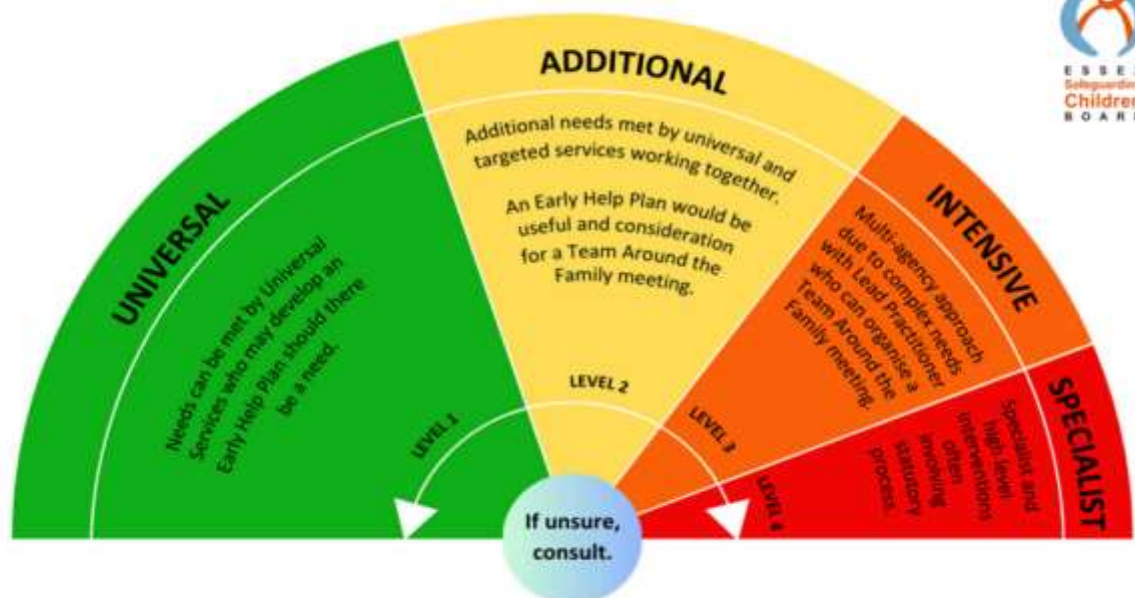 UNIVERSAL
Needs can be met by Universal
Services who may develop an
Early Help Plan should there
be a need.
LEVEL 1
ADDITIONAL
Additional needs met by universal and
targeted services working together.
An Early Help Plan would be
useful and consideration
for a Team Around the
Family meeting.
LEVEL 2
INTENSIVE
Multi-agency approach
due to complex needs
with Lead Practitioner
who can organise a
Team Around the
Family meeting.
LEVEL 3
SPECIALIST
Specialist and
high level
interventions
often
involving
statutory
process.
LEVEL 4
If unsure,
consult.
Children